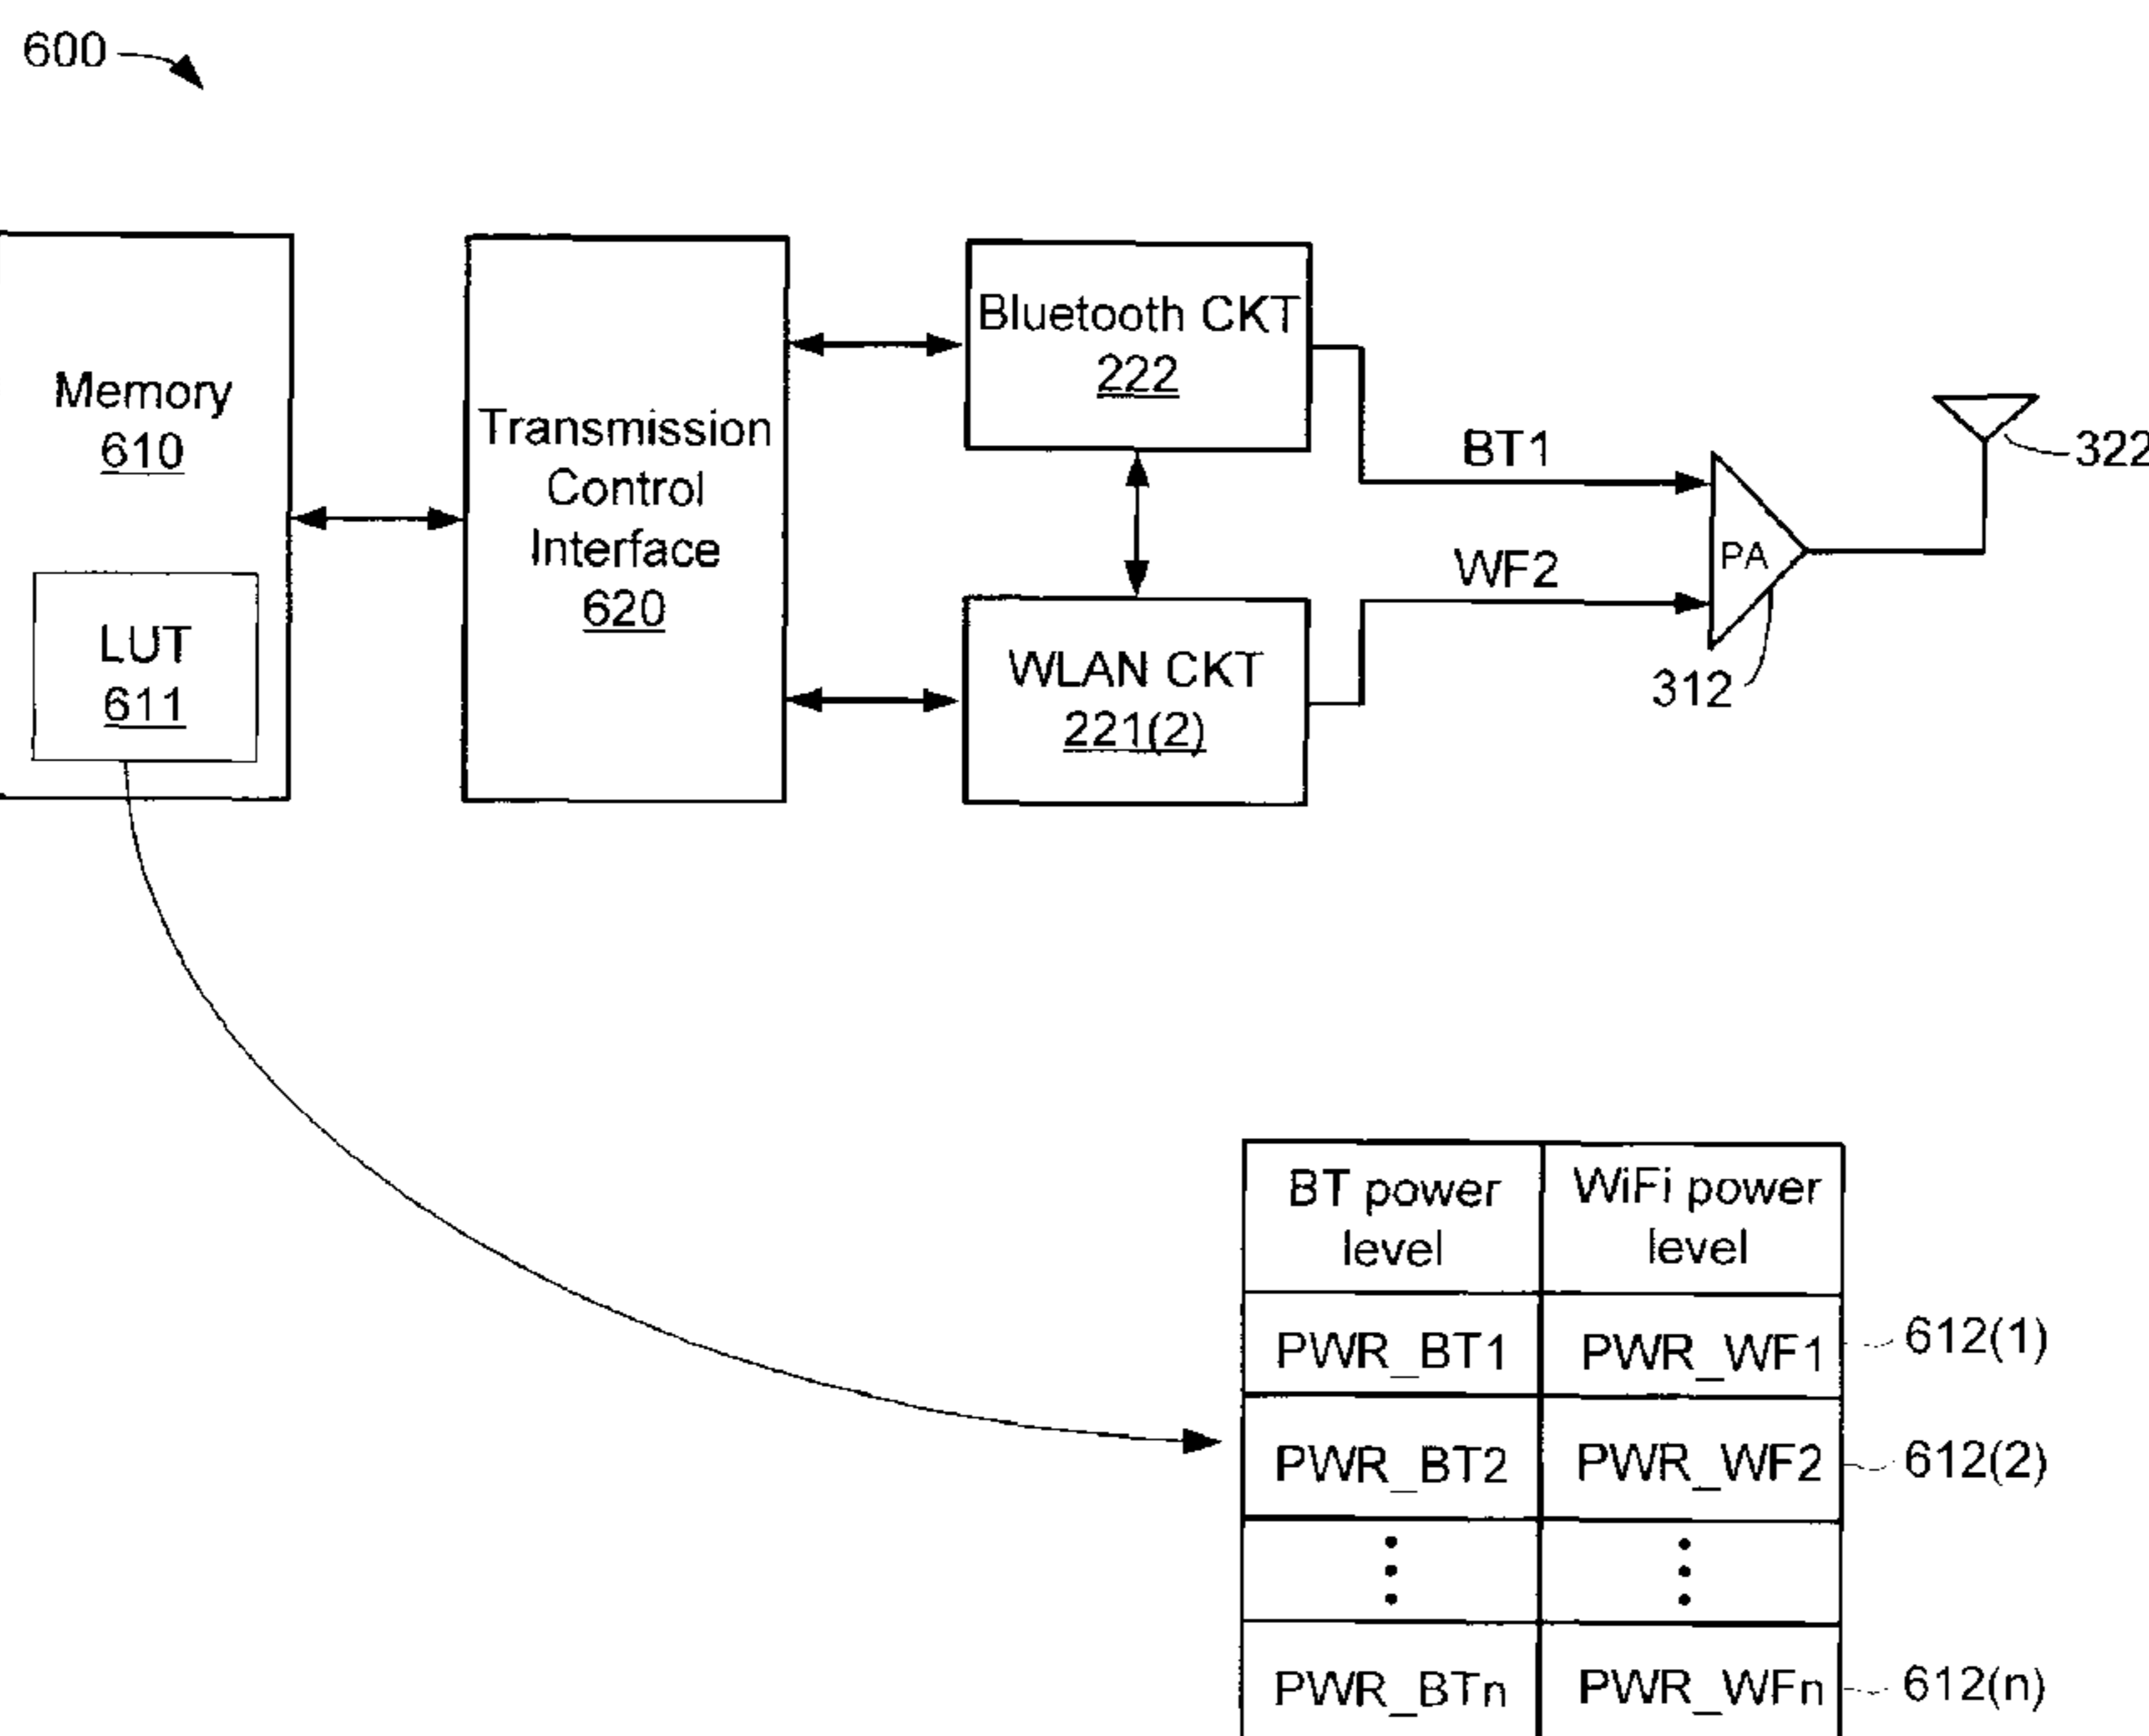 600
Memory
610
LUT
611
Transmission
Control
Interface
620
Bluetooth CKT
222
WLAN CKT
221(2)
BT1
WF2
PA
312
322
BT power
level
WiFi power
level
PWR_BT1
PWR_WF1
612(1)
PWR_BT2
PWR_WF2
612(2)
PWR_BTn
PWR_WFn
612(n)